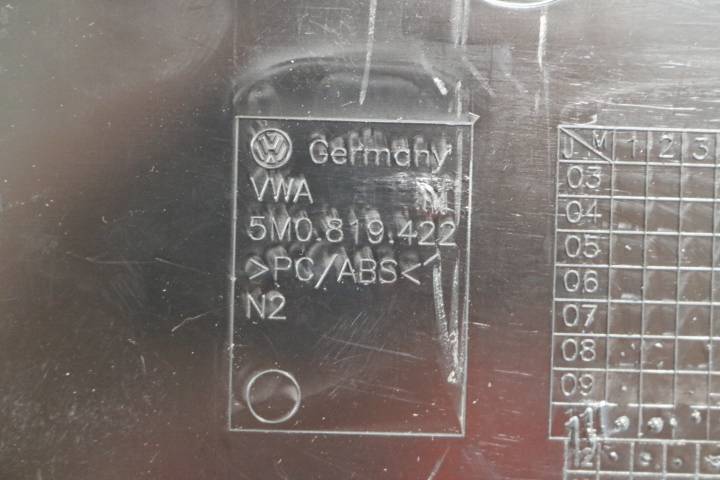 VW Germany
VWA
5M0.819.422
>PC/ABS<
N2
J. M 1 2 3
03
04
05
06
07
08
09
11
12